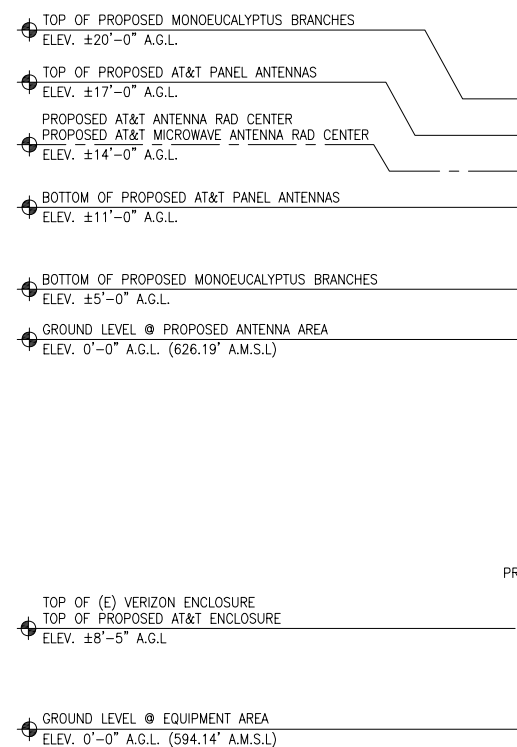 TOP OF PROPOSED MONOEUCALYPTUS BRANCHES
ELEV. ±20'-0" A.G.L.
TOP OF PROPOSED AT&T PANEL ANTENNAS
ELEV. ±17'-0" A.G.L.
PROPOSED AT&T ANTENNA RAD CENTER
PROPOSED AT&T MICROWAVE ANTENNA RAD CENTER
ELEV. ±14'-0" A.G.L.
BOTTOM OF PROPOSED AT&T PANEL ANTENNAS
ELEV. ±11'-0" A.G.L.
BOTTOM OF PROPOSED MONOEUCALYPTUS BRANCHES
ELEV. ±5'-0" A.G.L.
GROUND LEVEL @ PROPOSED ANTENNA AREA
ELEV. 0'-0" A.G.L. (626.19' A.M.S.L)
PR
TOP OF (E) VERIZON ENCLOSURE
TOP OF PROPOSED AT&T ENCLOSURE
ELEV. ±8'-5" A.G.L
GROUND LEVEL @ EQUIPMENT AREA
ELEV. 0'-0" A.G.L. (594.14' A.M.S.L)